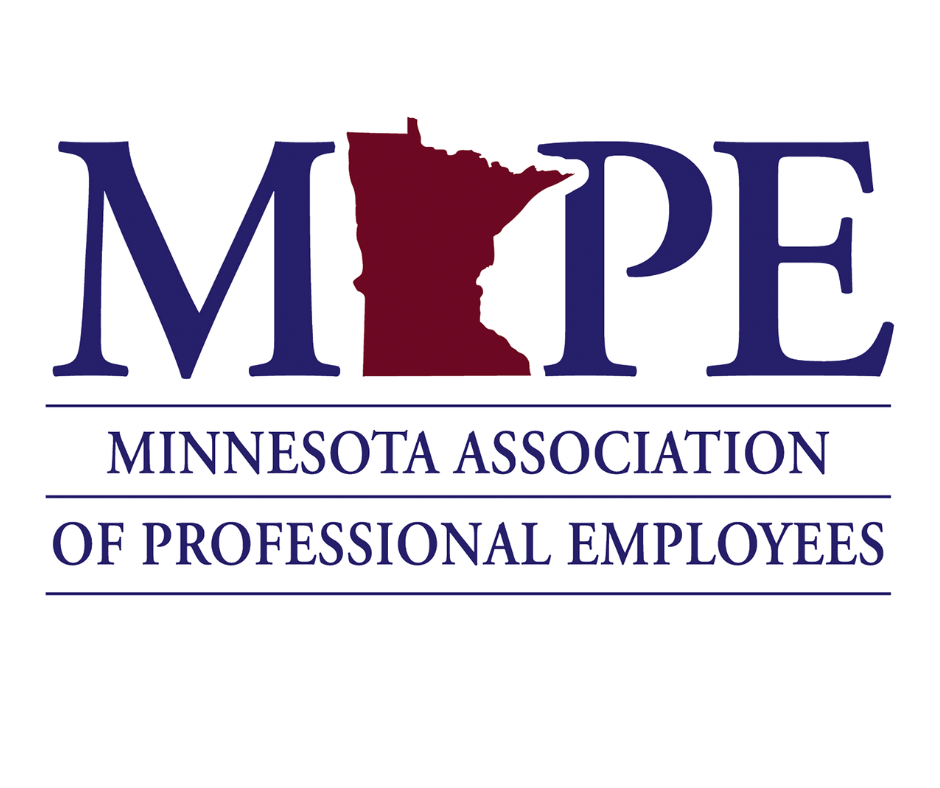 MPE
MINNESOTA ASSOCIATION
OF PROFESSIONAL EMPLOYEES